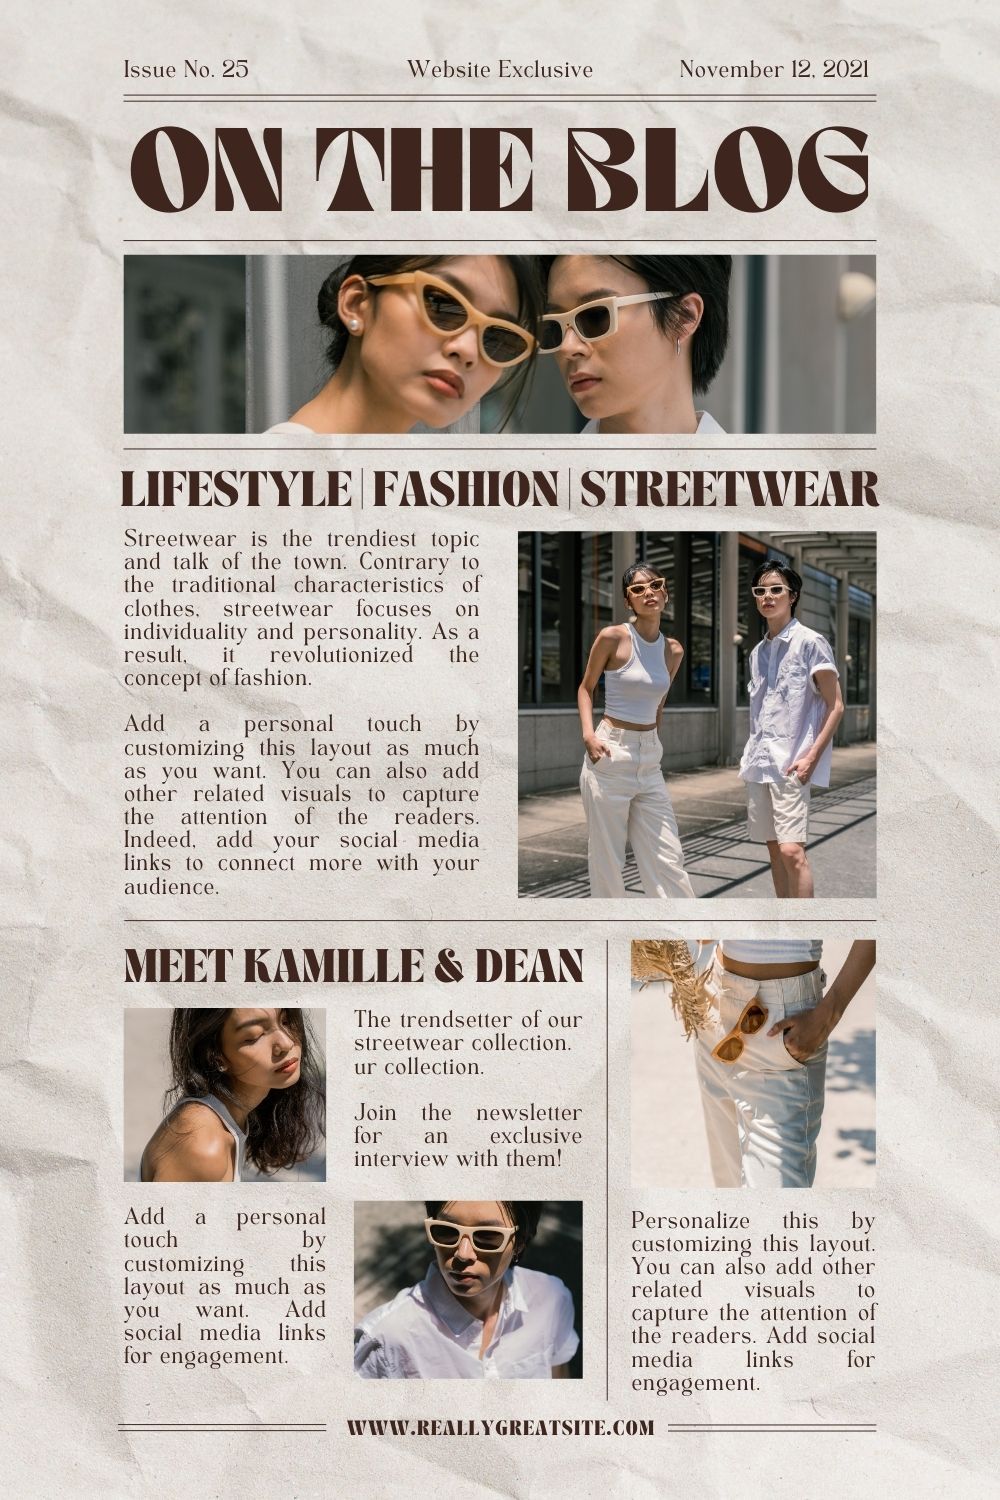 Issue No. 25
Website Exclusive
November 12, 2021
ON THE BLOG
LIFESTYLE | FASHION | STREETWEAR
Streetwear is the trendiest topic
and talk of the town. Contrary to
the traditional characteristics of
clothes, streetwear focuses on
individuality and personality. As a
result, it revolutionized the
concept of fashion.
Add a personal touch by
customizing this layout as much
as you want. You can also add
other related visuals to capture
the attention of the readers.
Indeed, add your social media
links to connect more with your
audience.
MEET KAMILLE & DEAN
The trendsetter of our
streetwear collection.
ur collection.
Join the newsletter
for an exclusive
interview with them!
Add a personal
touch by
customizing this
layout as much as
you want. Add
social media links
for engagement.
Personalize this by
customizing this layout.
You can also add other
related visuals to
capture the attention of
the readers. Add social
media links for
engagement.
WWW.REALLYGREATSITE.COM